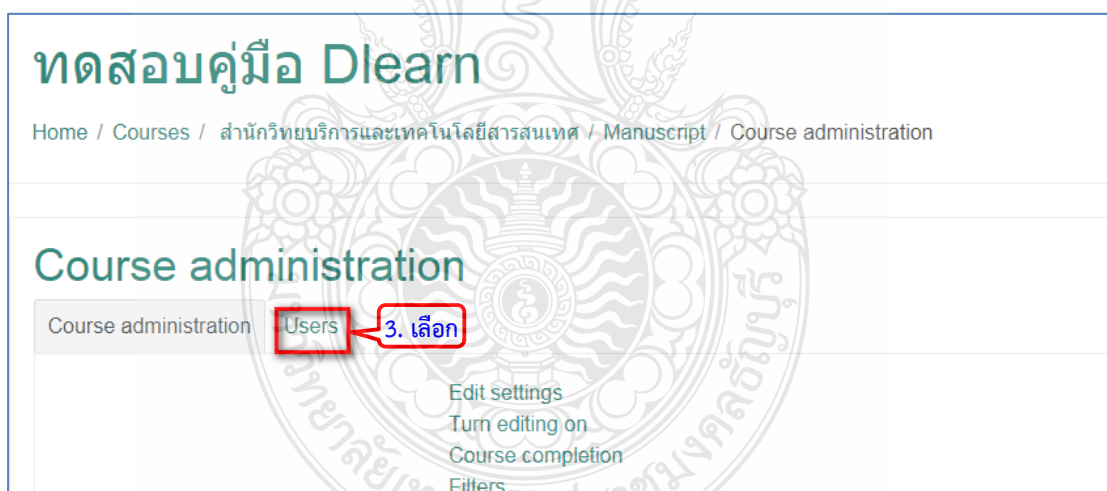 ทดสอบคู่มือ Dlearn
Home / Courses / สำนักวิทยบริการและเทคโนโลยีสารสนเทศ / Manuscript / Course administration
Course administration
Course administration Users 3. เลือก
Edit settings
Turn editing on
Course completion
Filters